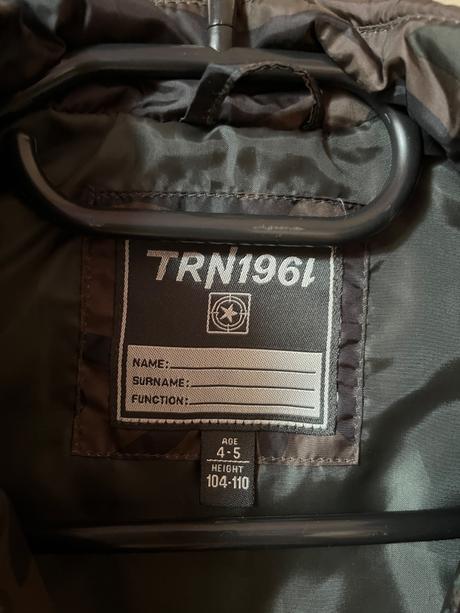 TRN1961
NAME:
SURNAME:
FUNCTION:
AGE
4-5
HEIGHT
104-110